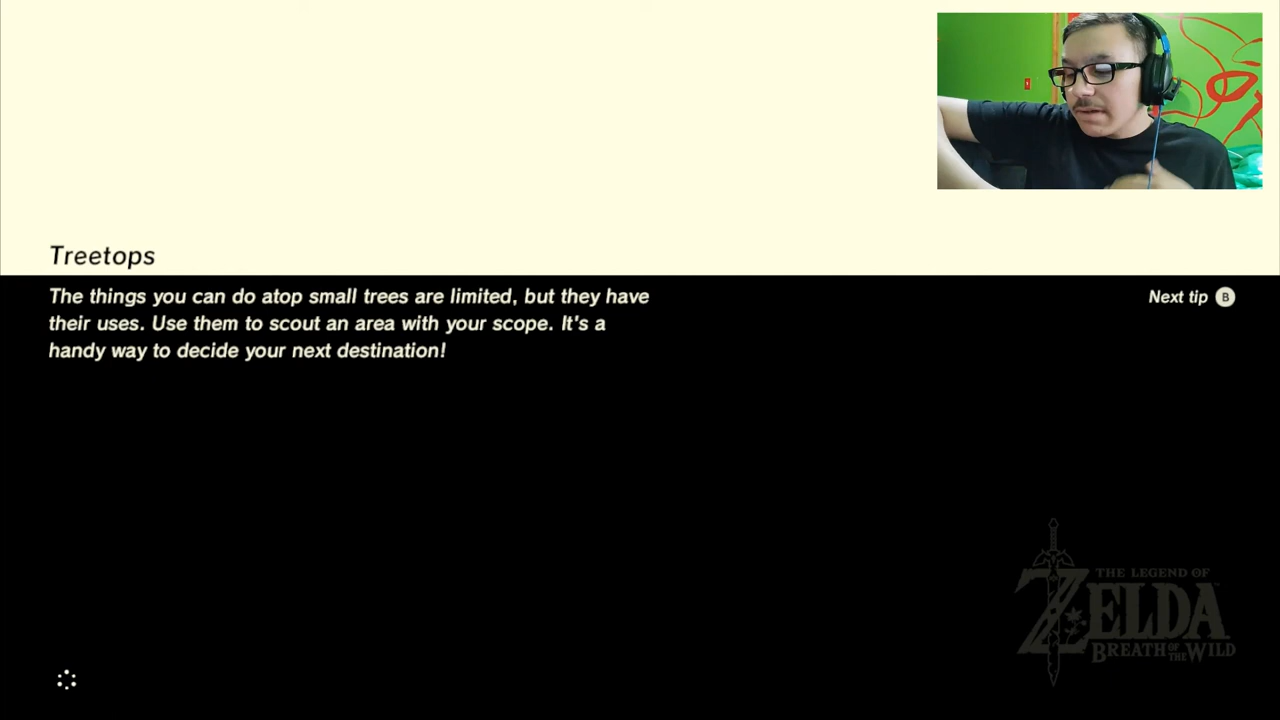 Treetops
The things you can do atop small trees are limited, but they have
their uses. Use them to scout an area with your scope. It's a
handy way to decide your next destination!
Next tip B
THE LEGEND OF
ZELDA
BREATH OF THE WILD